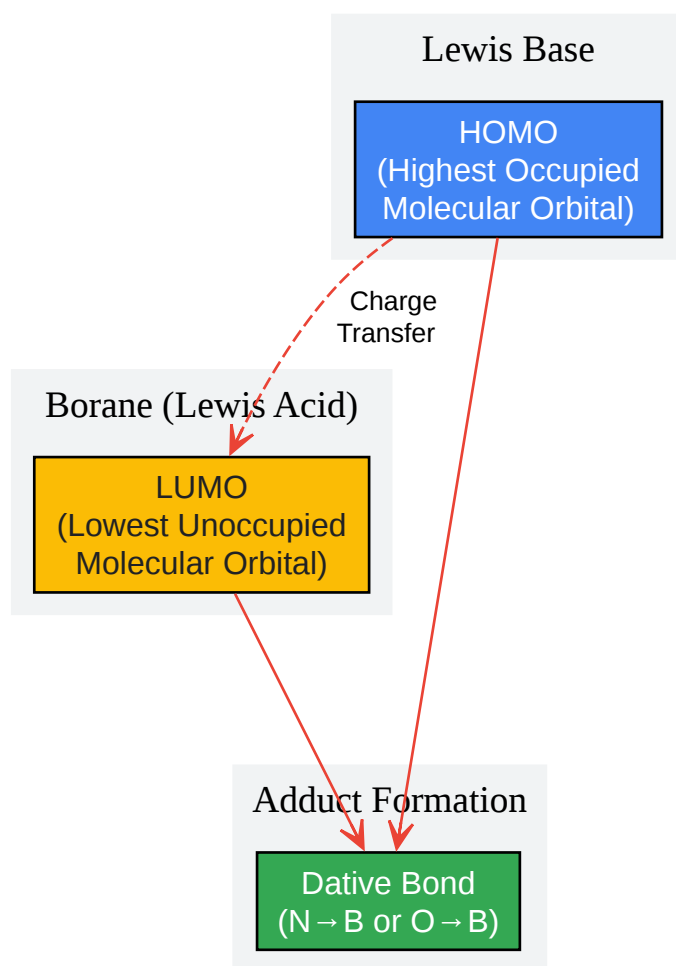 Lewis Base
HOMO
(Highest Occupied
Molecular Orbital)
Charge
Transfer
Borane (Lewis Acid)
LUMO
(Lowest Unoccupied
Molecular Orbital)
Adduct Formation
Dative Bond
(N→B or O→B)